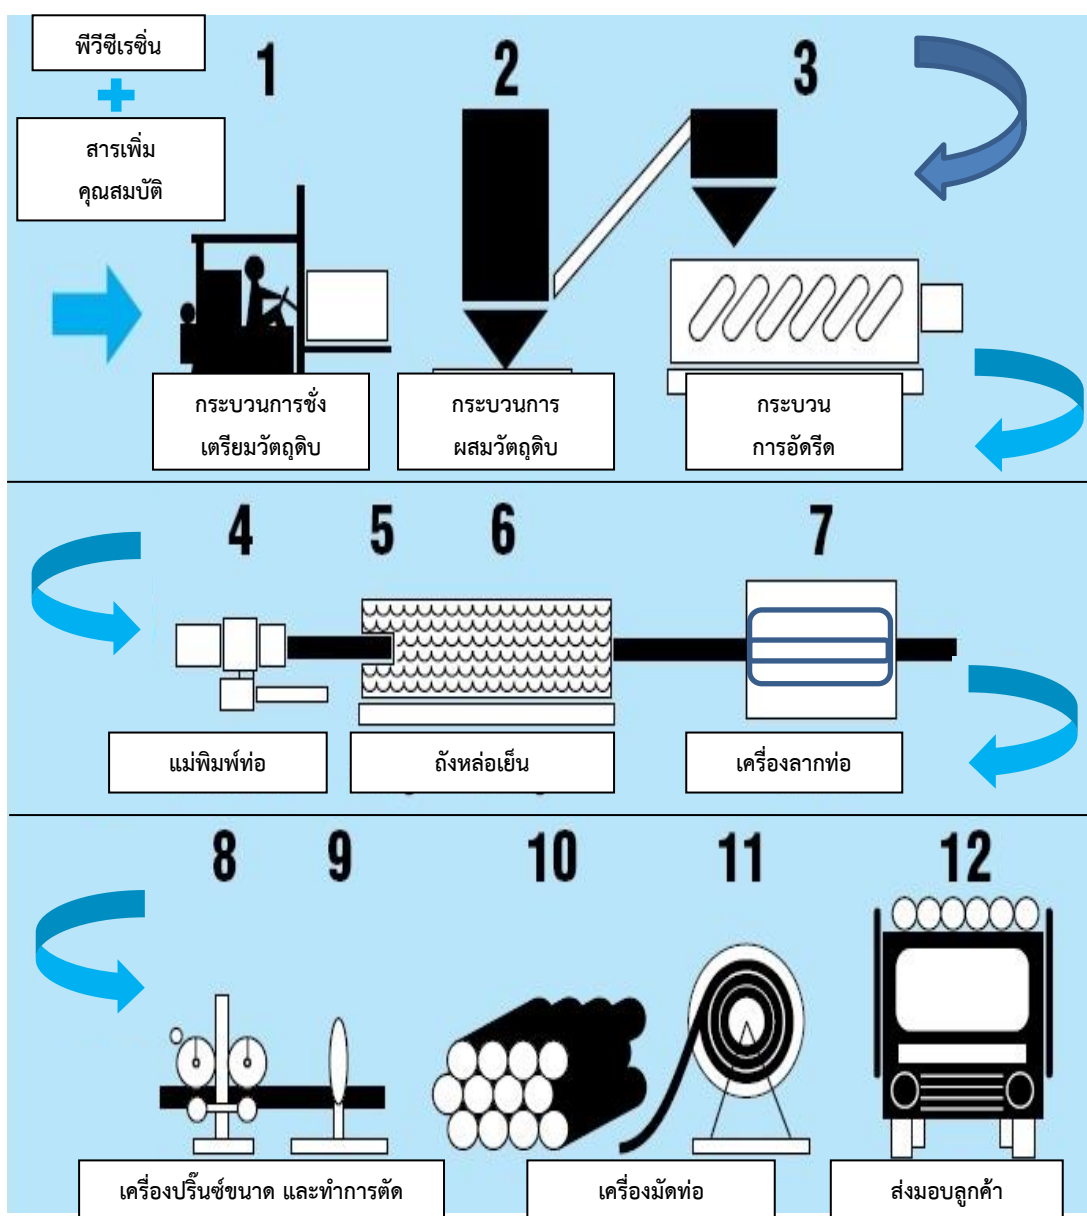 พีวีซีเรซิ่น
สารเพิ่ม
คุณสมบัติ
1
2
3
กระบวนการชั่ง
เตรียมวัตถุดิบ
กระบวนการ
ผสมวัตถุดิบ
กระบวน
การอัดรีด
4
5
6
7
แม่พิมพ์ท่อ
ถังหล่อเย็น
เครื่องลากท่อ
8
9
10
11
12
เครื่องปริ๊นซ์ขนาด และทำการตัด
เครื่องมัดท่อ
ส่งมอบลูกค้า